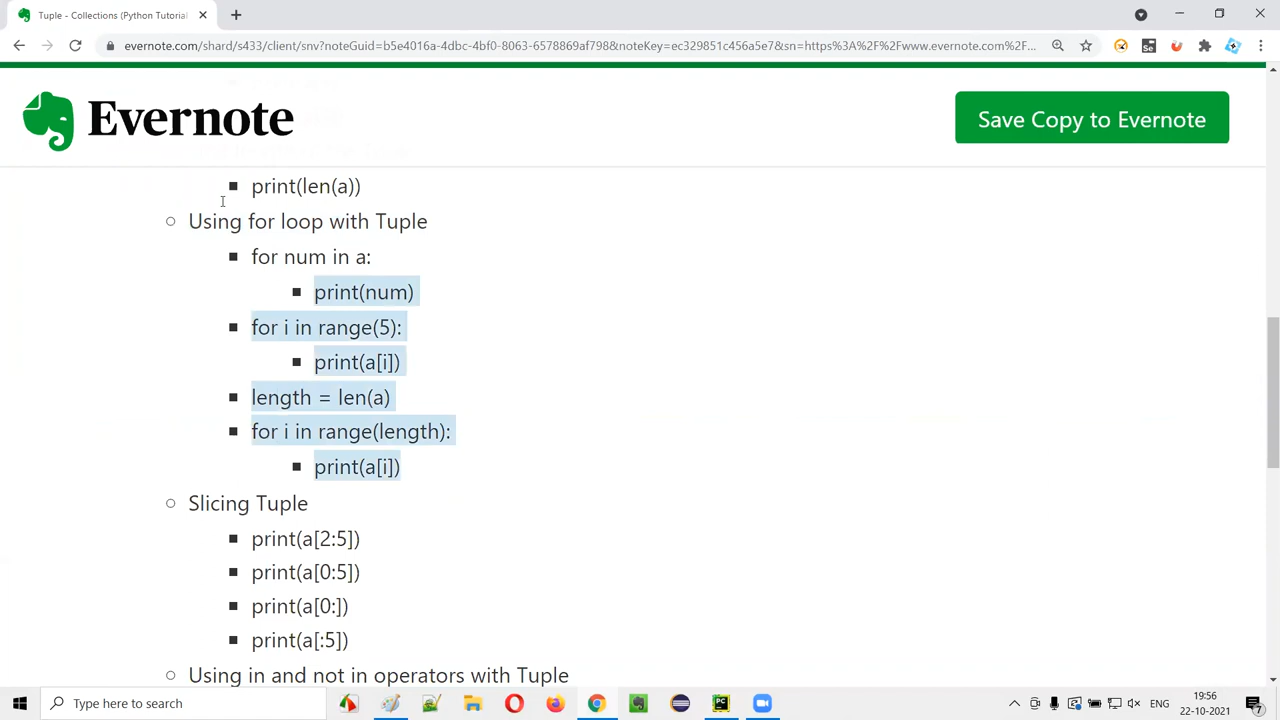 Tuple - Collections (Python Tutorial
evernote.com/shard/s433/client/snv?noteGuid=b5e4016a-4dbc-4bf0-8063-6578869af798&noteKey=ec329851c456a5e7&sn=https%3A%2F%2Fwww.evernote.com%2F...
Evernote
Save Copy to Evernote
print(len(a))
Using for loop with Tuple
for num in a:
print(num)
for i in range(5):
print(a[i])
length = len(a)
for i in range(length):
print(a[i])
Slicing Tuple
print(a[2:5])
print(a[0:5])
print(a[0:])
print(a[:5])
Using in and not in operators with Tuple
Type here to search
ENG
19:56
22-10-2021
7